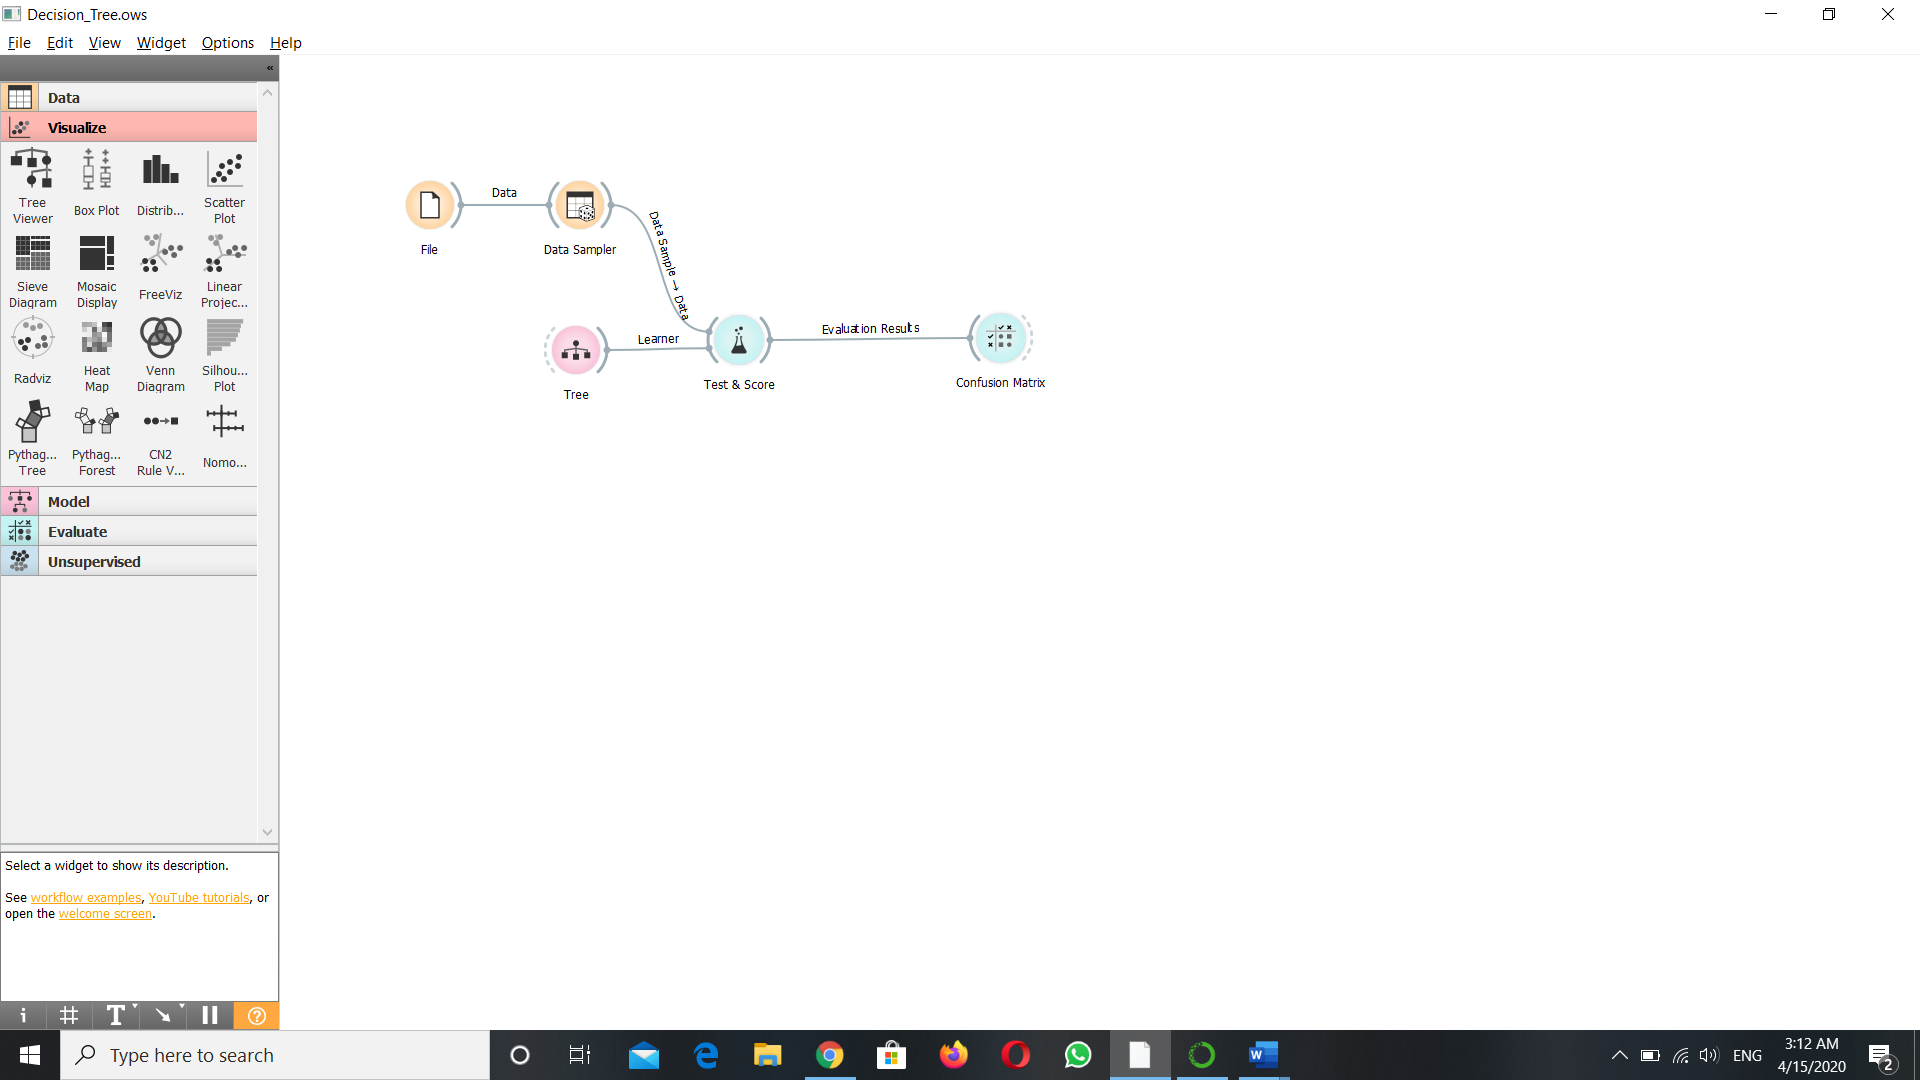 Decision_Tree.ows
File Edit View Widget Options Help
«
Data
Visualize
Tree Viewer
Box Plot
Distrib...
Scatter Plot
Sieve Diagram
Mosaic Display
FreeViz
Linear Projec...
Radviz
Heat Map
Venn Diagram
Silhou... Plot
Pythag... Tree
Pythag... Forest
CN2 Rule V...
Nomo...
Model
Evaluate
Unsupervised
Data
File
Data Sampler
Data Sample → Data
Learner
Tree
Test & Score
Evaluation Results
Confusion Matrix
Select a widget to show its description.
See workflow examples, YouTube tutorials, or
open the welcome screen.
Type here to search
ENG
3:12 AM
4/15/2020
2